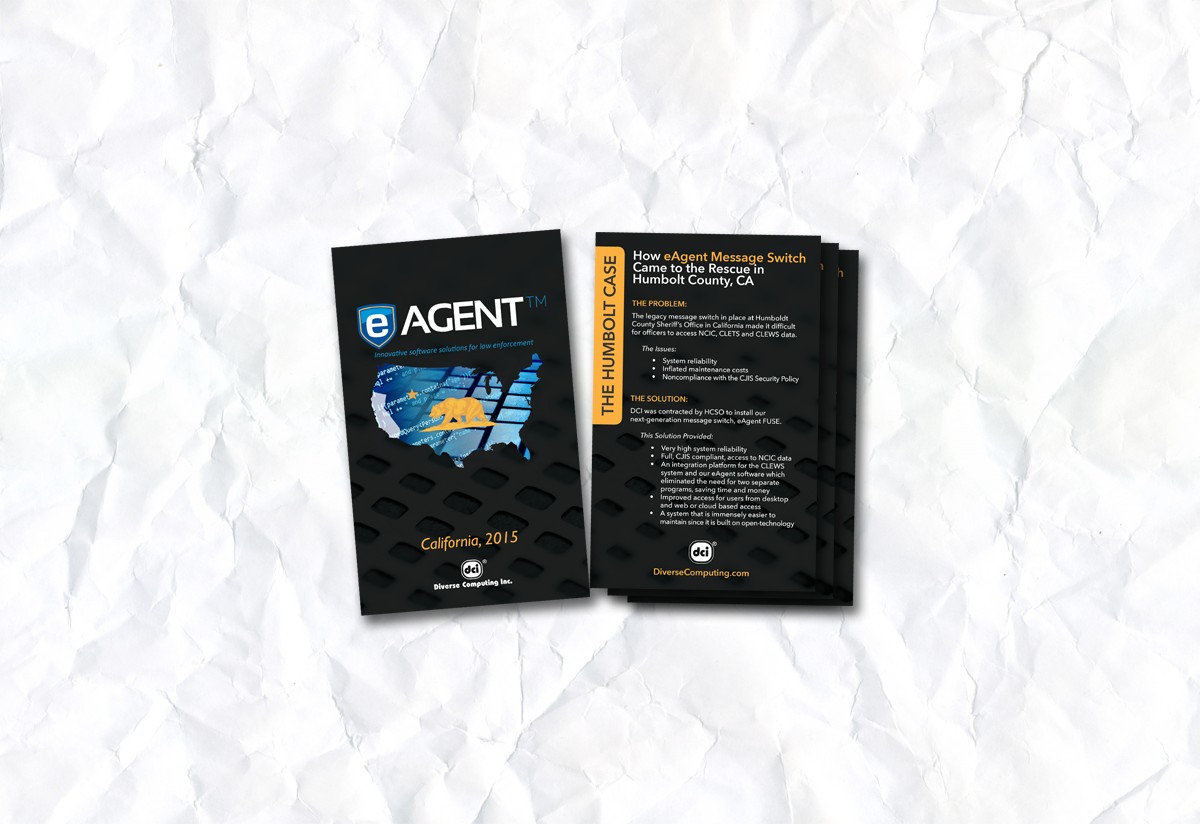 e AGENT™
Innovative software solutions for law enforcement
California, 2015
dci®
Diverse Computing Inc.
THE HUMBOLT CASE
How eAgent Message Switch
Came to the Rescue in
Humbolt County, CA
THE PROBLEM:
The legacy message switch in place at Humboldt
County Sheriff's Office in California made it difficult
for officers to access NCIC, CLETS and CLEWS data.
The Issues:
• System reliability
• Inflated maintenance costs
• Noncompliance with the CJIS Security Policy
THE SOLUTION:
DCI was contracted by HCSO to install our
next-generation message switch, eAgent FUSE.
This Solution Provided:
• Very high system reliability
• Full, CJIS compliant, access to NCIC data
• An integration platform for the CLEWS
system and our eAgent software which
eliminated the need for two separate
programs, saving time and money
• Improved access for users from desktop
and web or cloud based access
• A system that is immensely easier to
maintain since it is built on open-technology
dci®
DiverseComputing.com